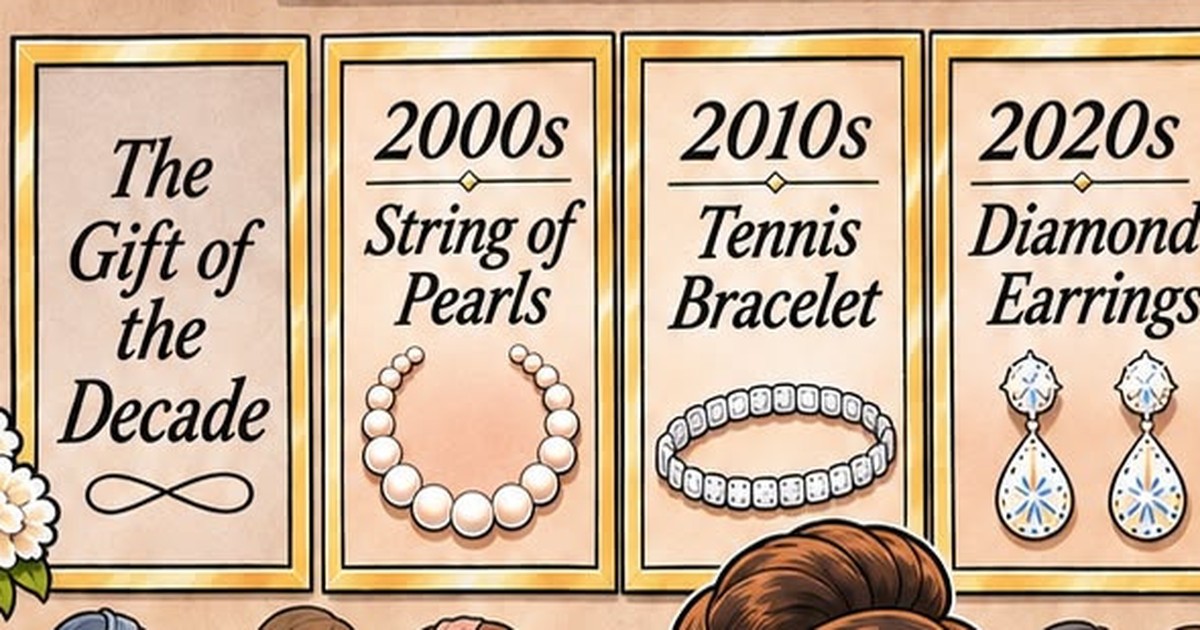 The
Gift of
the
Decade
2000s
String of
Pearls
2010s
Tennis
Bracelet
2020s
Diamond
Earrings